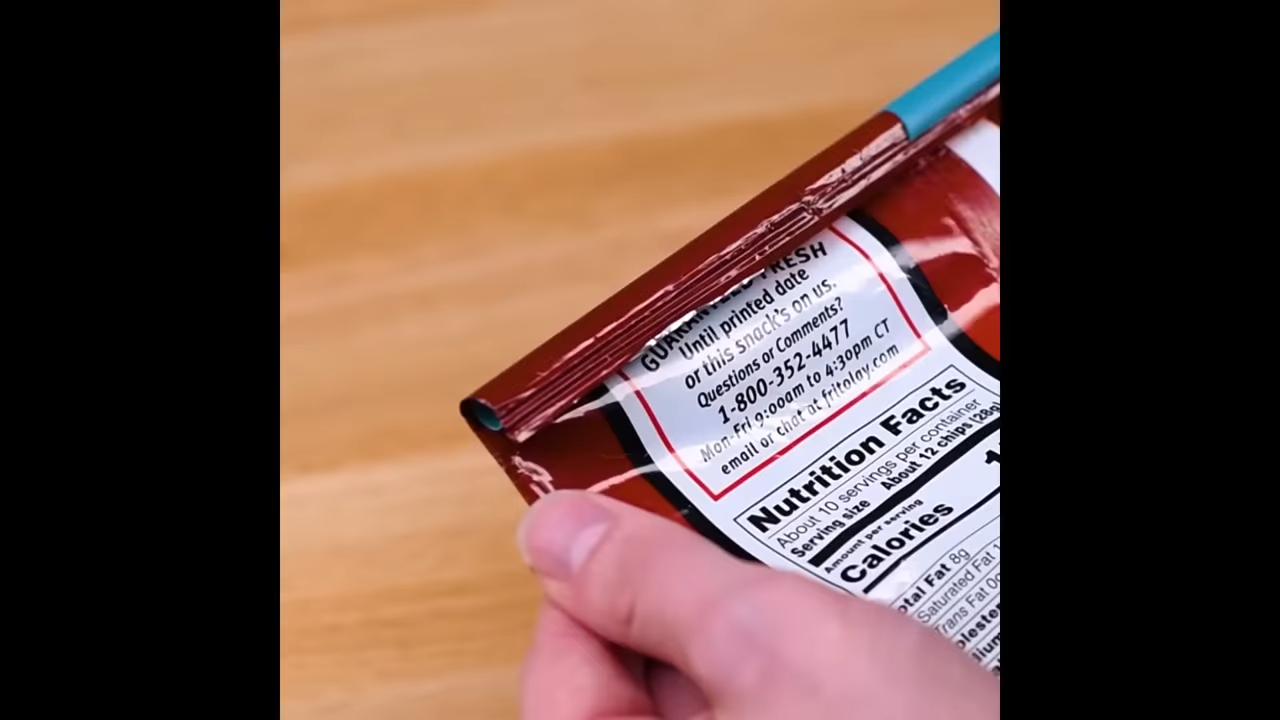 GUARANTEED FRESH
Until printed date
or this snack's on us.
Questions or Comments?
1-800-352-4477
Mon-Fri 9:00am to 4:30pm CT
email or chat at fritolay.com
Nutrition Facts
About 10 servings per container
Serving size About 12 chips (28g)
Amount per serving
Calories
Fat 8g
Saturated Fat
Trans Fat